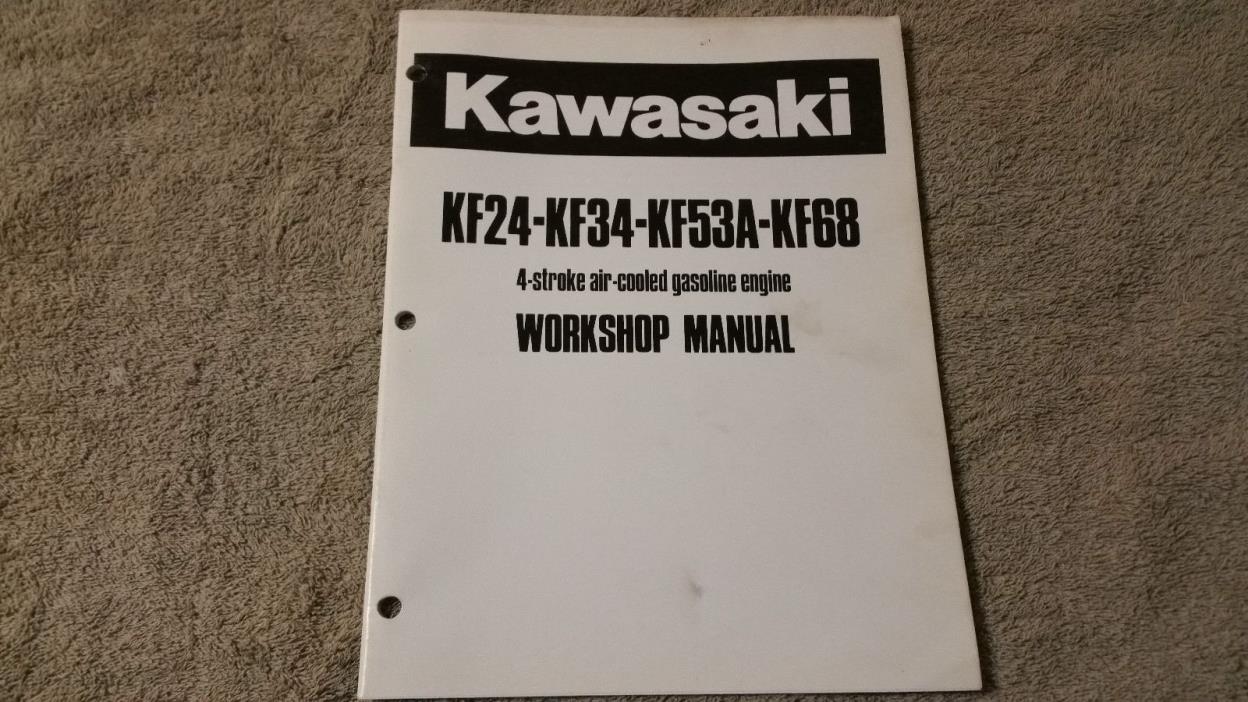 Kawasaki
KF24-KF34-KF53A-KF68
4-stroke air-cooled gasoline engine
WORKSHOP MANUAL